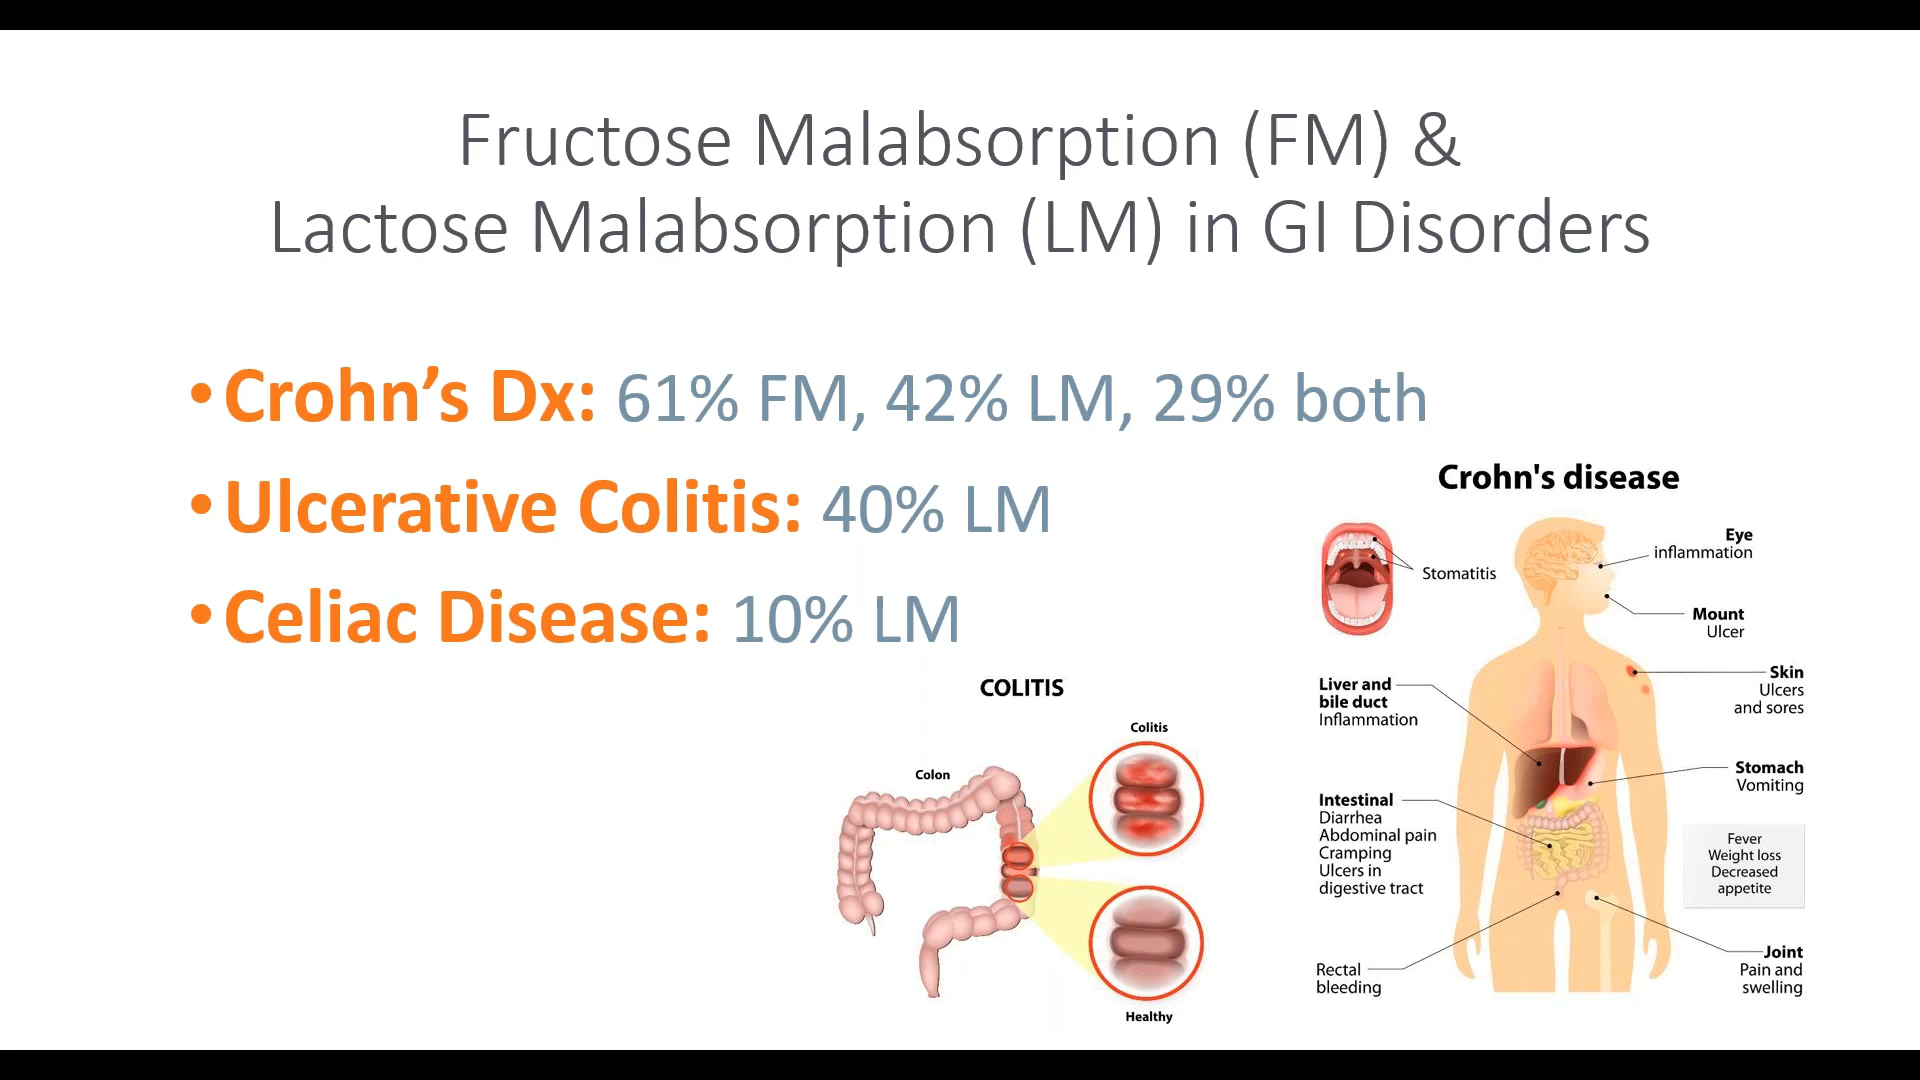 Fructose Malabsorption (FM) &
Lactose Malabsorption (LM) in GI Disorders
•Crohn’s Dx: 61% FM, 42% LM, 29% both
•Ulcerative Colitis: 40% LM
•Celiac Disease: 10% LM
COLITIS
Colitis
Colon
Healthy
Crohn's disease
Stomatitis
Eye
inflammation
Mount
Ulcer
Skin
Ulcers
and sores
Liver and
bile duct
Inflammation
Stomach
Vomiting
Intestinal
Diarrhea
Abdominal pain
Cramping
Ulcers in
digestive tract
Fever
Weight loss
Decreased
appetite
Rectal
bleeding
Joint
Pain and
swelling